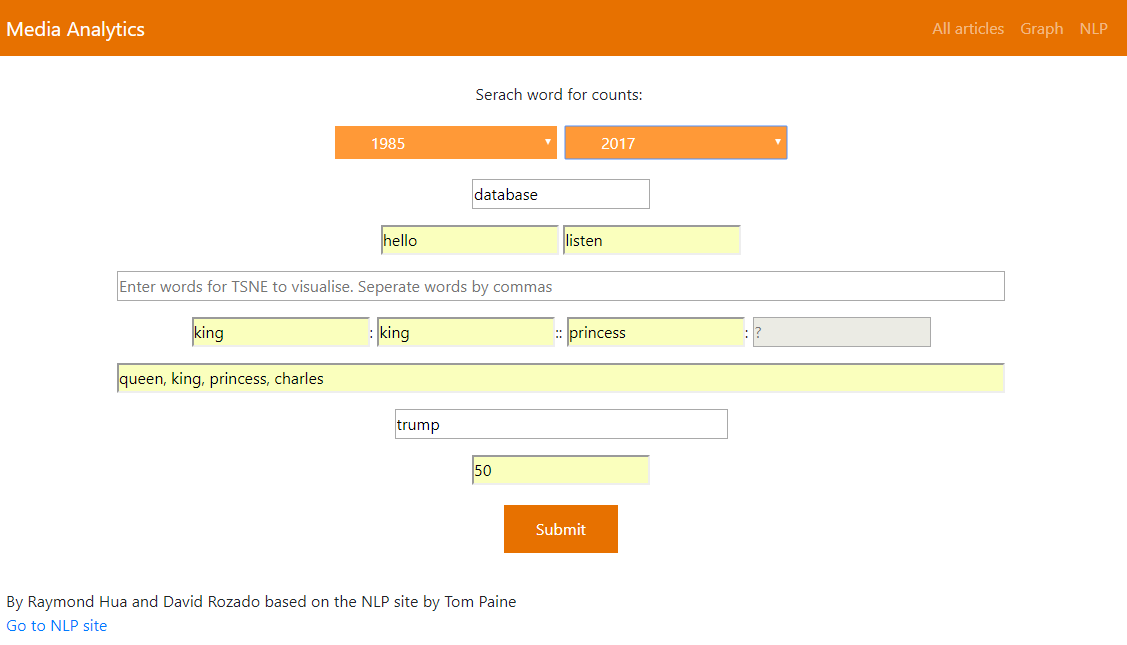 Media Analytics All articles Graph NLP
Serach word for counts:
1985 2017
database
hello listen
Enter words for TSNE to visualise. Seperate words by commas
king : king :: princess : ?
queen, king, princess, charles
trump
50
Submit
By Raymond Hua and David Rozado based on the NLP site by Tom Paine
Go to NLP site